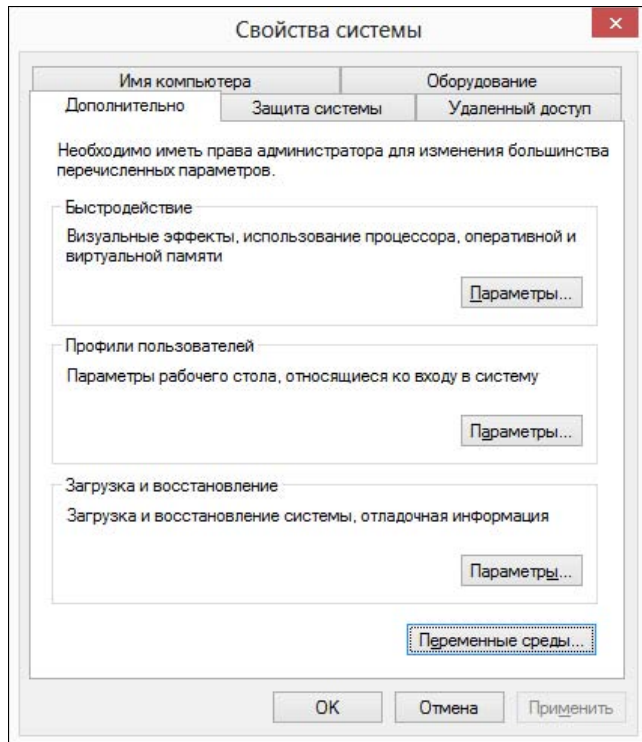 Свойства системы
Имя компьютера
Оборудование
Дополнительно
Защита системы
Удаленный доступ
Необходимо иметь права администратора для изменения большинства
перечисленных параметров.
Быстродействие
Визуальные эффекты, использование процессора, оперативной и
виртуальной памяти
Параметры...
Профили пользователей
Параметры рабочего стола, относящиеся ко входу в систему
Параметры...
Загрузка и восстановление
Загрузка и восстановление системы, отладочная информация
Параметры...
Переменные среды...
OK
Отмена
Применить